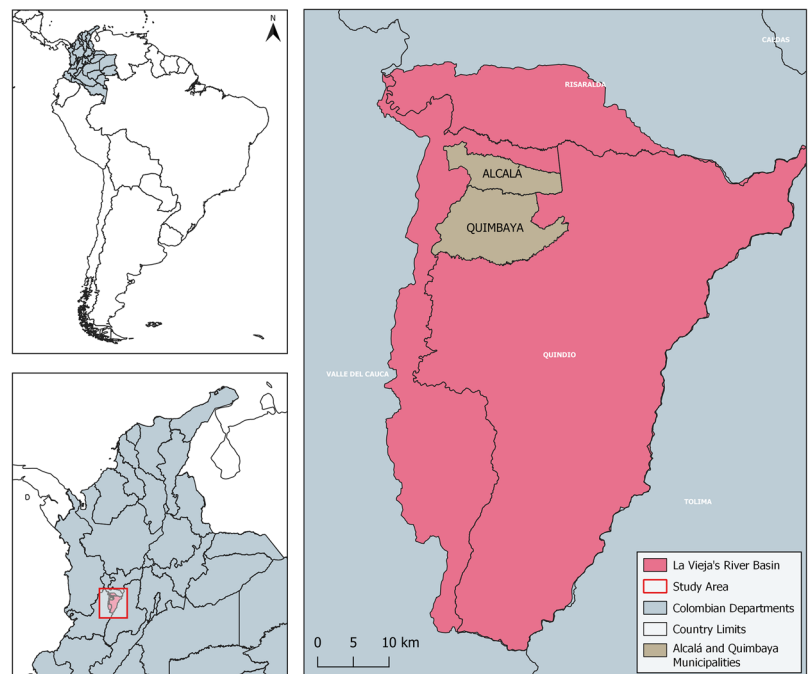 N
CALDAS
RISARALDA
ALCALÁ
QUIMBAYA
QUINDIO
VALLE DEL CAUCA
TOLIMA
La Vieja's River Basin
Study Area
Colombian Departments
Country Limits
Alcalá and Quimbaya
Municipalities
0 5 10 km